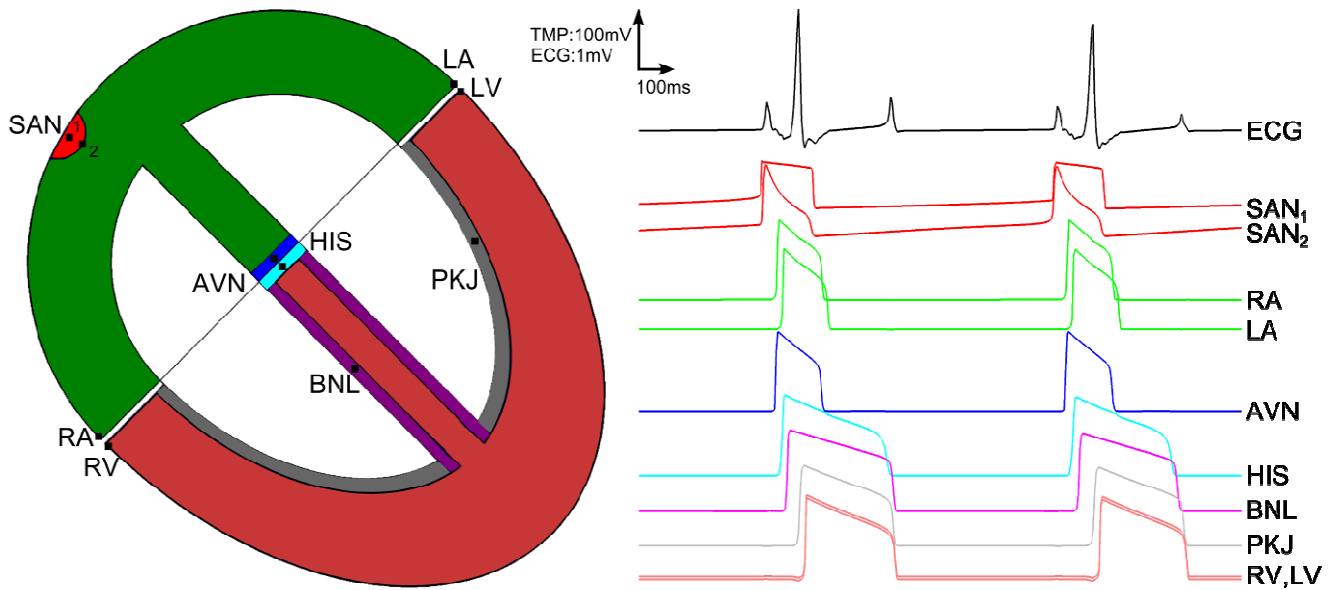 LA
LV
SAN 1
2
HIS
AVN
PKJ
BNL
RA
RV
TMP:100mV
ECG:1mV
100ms
ECG
SAN₁
SAN₂
RA
LA
AVN
HIS
BNL
PKJ
RV,LV